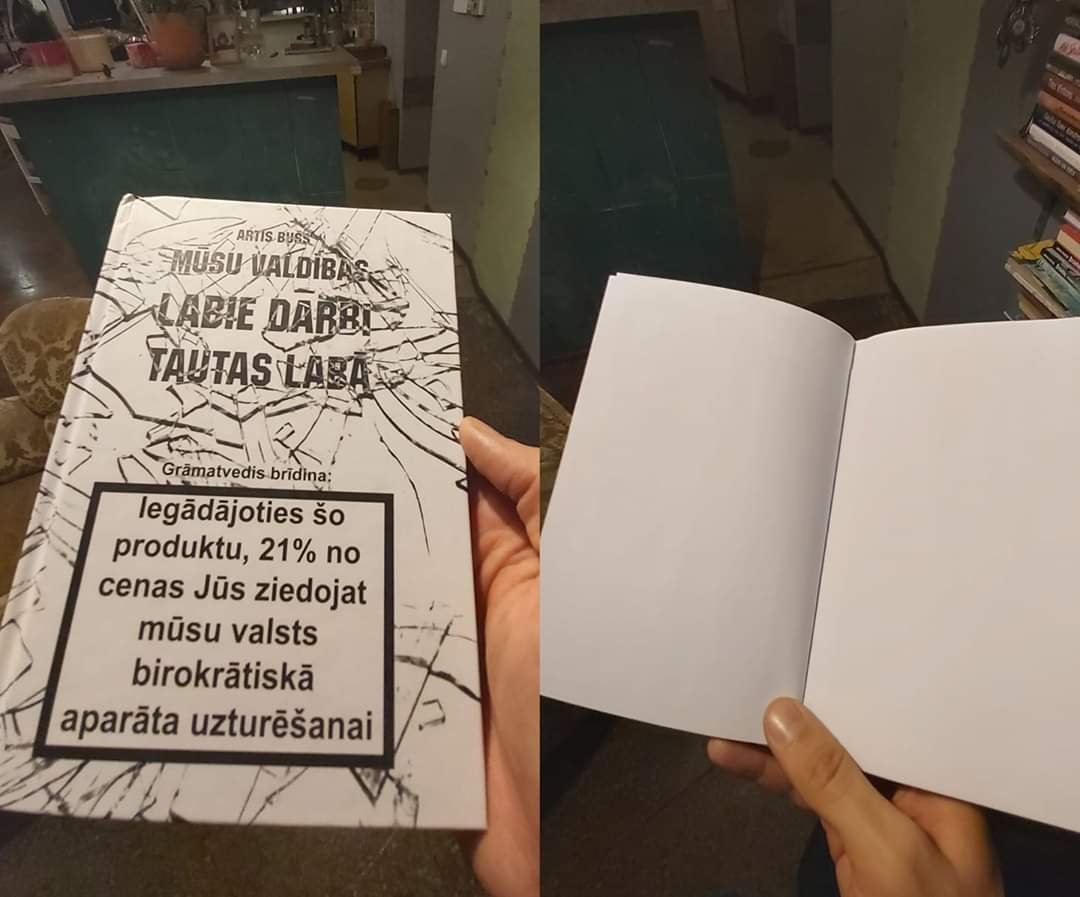 ARTIS BUŠS
MŪSU VALDĪBAS
LABIE DARBI
TAUTAS LABĀ
Grāmatvedis brīdina:
Iegādājoties šo
produktu, 21% no
cenas Jūs ziedojat
mūsu valsts
birokrātiskā
aparāta uzturēšanai